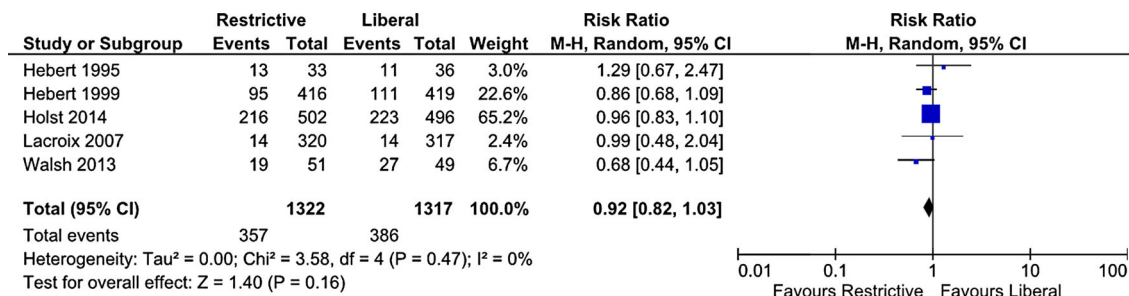 Restrictive Liberal Risk Ratio Risk Ratio
Study or Subgroup Events Total Events Total Weight M-H, Random, 95% CI M-H, Random, 95% CI
Hebert 1995 13 33 11 36 3.0% 1.29 [0.67, 2.47]
Hebert 1999 95 416 111 419 22.6% 0.86 [0.68, 1.09]
Holst 2014 216 502 223 496 65.2% 0.96 [0.83, 1.10]
Lacroix 2007 14 320 14 317 2.4% 0.99 [0.48, 2.04]
Walsh 2013 19 51 27 49 6.7% 0.68 [0.44, 1.05]
Total (95% CI) 1322 1317 100.0% 0.92 [0.82, 1.03]
Total events 357 386
Heterogeneity: Tau² = 0.00; Chi² = 3.58, df = 4 (P = 0.47); I² = 0%
Test for overall effect: Z = 1.40 (P = 0.16)
0.01 0.1 1 10 100
Favours Restrictive Favours Liberal